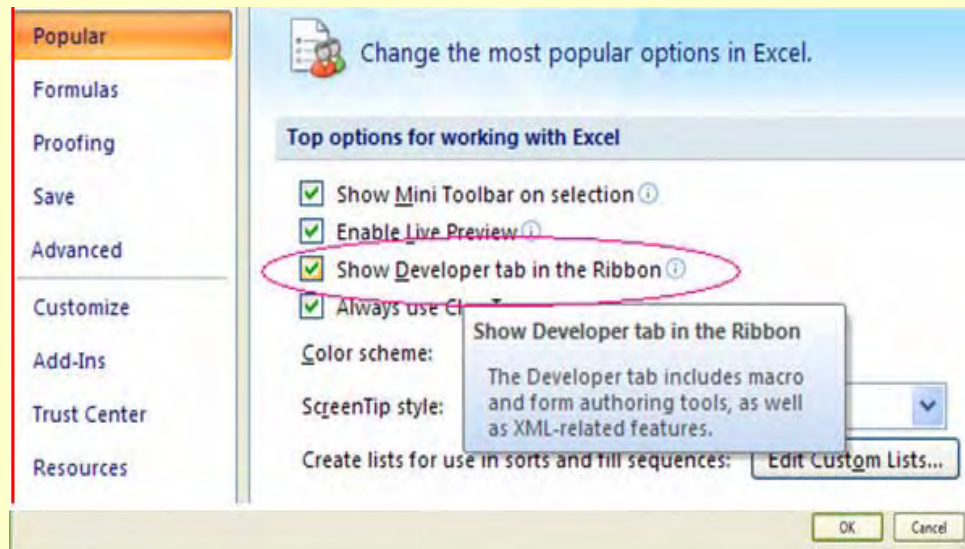 Popular
Formulas
Proofing
Save
Advanced
Customize
Add-Ins
Trust Center
Resources
Change the most popular options in Excel.
Top options for working with Excel
Show Mini Toolbar on selection
Enable Live Preview
Show Developer tab in the Ribbon
Always use
Show Developer tab in the Ribbon
The Developer tab includes macro
and form authoring tools, as well
as XML-related features.
Color scheme:
ScreenTip style:
Create lists for use in sorts and fill sequences: Edit Custom Lists...
OK Cancel